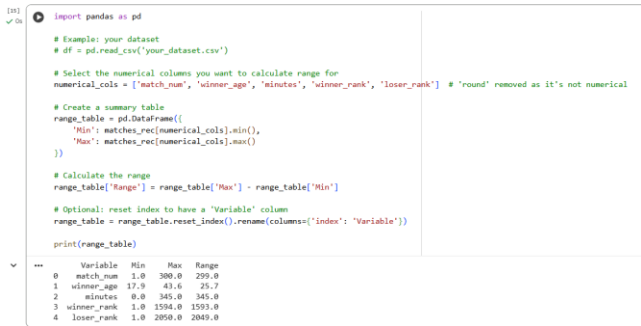 [15]
0s
import pandas as pd
# Example: your dataset
# df = pd.read_csv('your_dataset.csv')
# Select the numerical columns you want to calculate range for
numerical_cols = ['match_num', 'winner_age', 'minutes', 'winner_rank', 'loser_rank']  # 'round' removed as it's not numerical
# Create a summary table
range_table = pd.DataFrame({
    'Min': matches_rec[numerical_cols].min(),
    'Max': matches_rec[numerical_cols].max()
})
# Calculate the range
range_table['Range'] = range_table['Max'] - range_table['Min']
# Optional: reset index to have a 'Variable' column
range_table = range_table.reset_index().rename(columns={'index': 'Variable'})
print(range_table)
...
Variable Min Max Range
0 match_num 1.0 300.0 299.0
1 winner_age 17.9 43.6 25.7
2 minutes 0.0 345.0 345.0
3 winner_rank 1.0 1594.0 1593.0
4 loser_rank 1.0 2050.0 2049.0